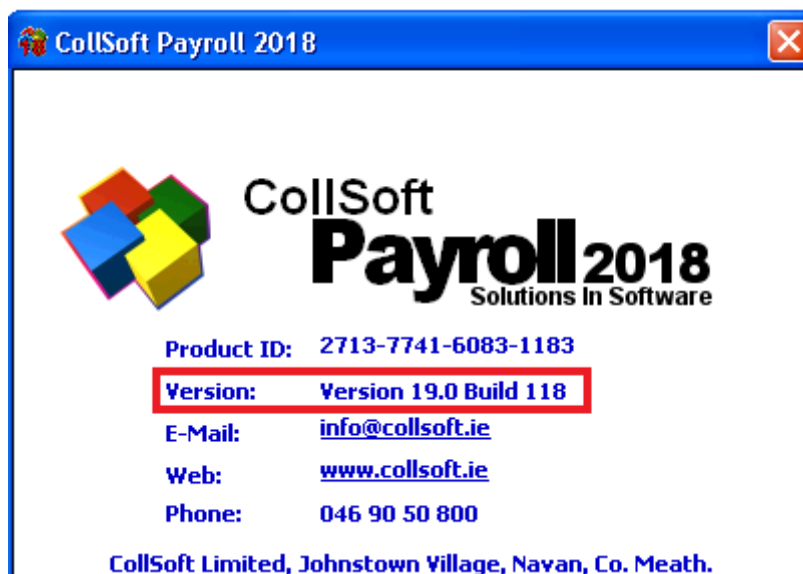 CollSoft Payroll 2018
CollSoft
Payroll 2018
Solutions In Software
Product ID: 2713-7741-6083-1183
Version: Version 19.0 Build 118
E-Mail: info@collsoft.ie
Web: www.collsoft.ie
Phone: 046 90 50 800
CollSoft Limited, Johnstown Village, Navan, Co. Meath.